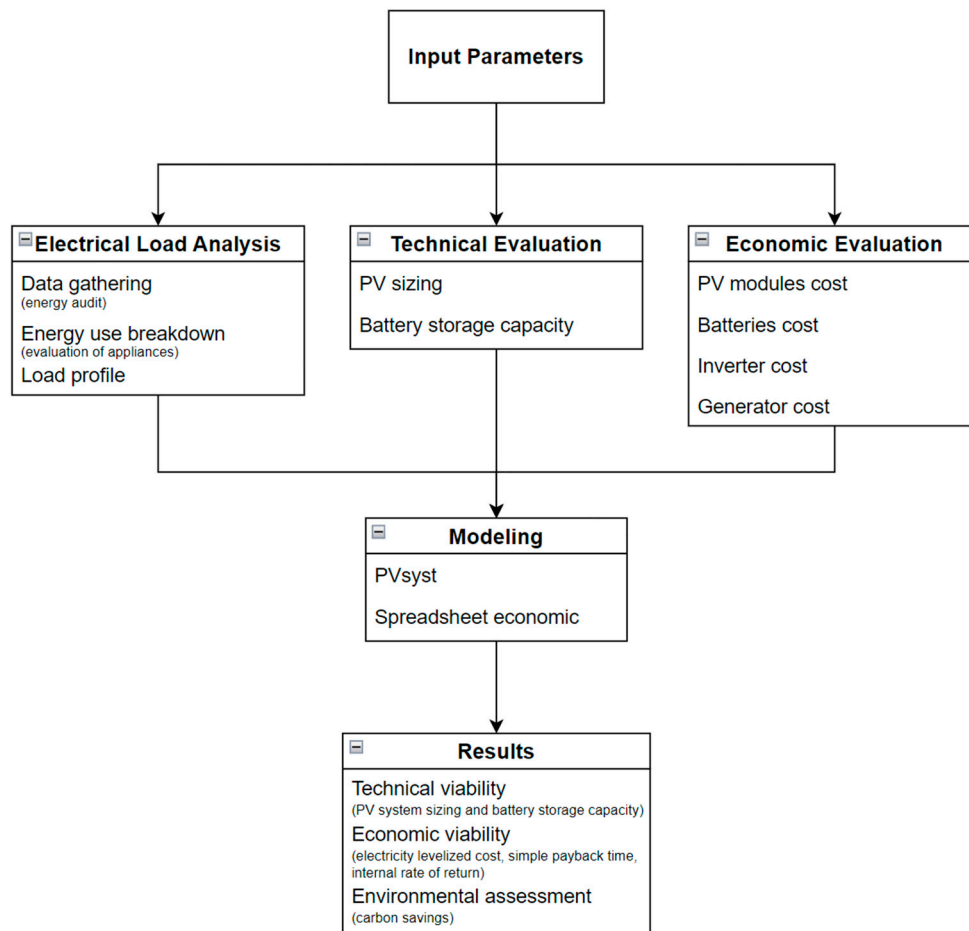 Input Parameters
Electrical Load Analysis
Data gathering
(energy audit)
Energy use breakdown
(evaluation of appliances)
Load profile
Technical Evaluation
PV sizing
Battery storage capacity
Economic Evaluation
PV modules cost
Batteries cost
Inverter cost
Generator cost
Modeling
PVsyst
Spreadsheet economic
Results
Technical viability
(PV system sizing and battery storage capacity)
Economic viability
(electricity levelized cost, simple payback time,
internal rate of return)
Environmental assessment
(carbon savings)